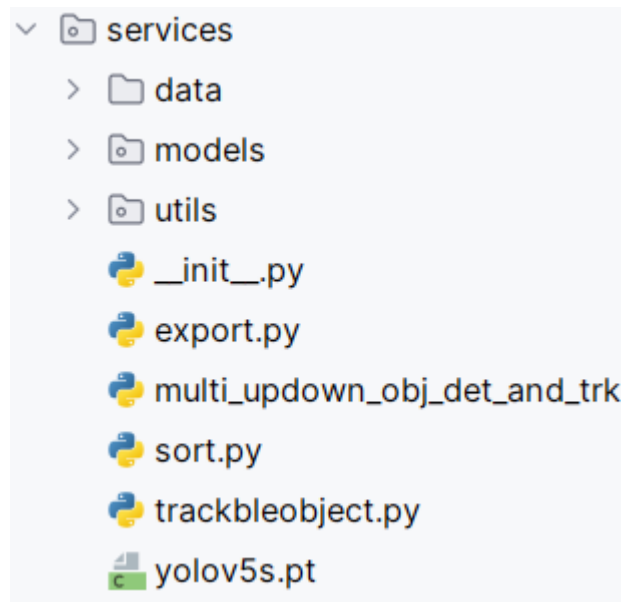 services
data
models
utils
__init__.py
export.py
multi_updown_obj_det_and_trk
sort.py
trackbleobject.py
yolov5s.pt